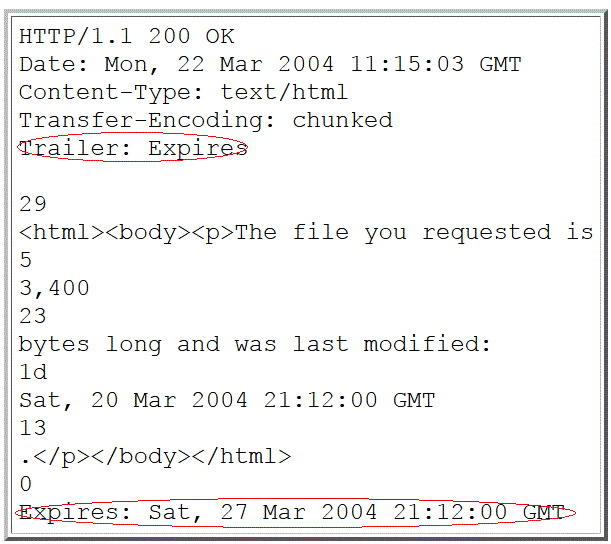 HTTP/1.1 200 OK
Date: Mon, 22 Mar 2004 11:15:03 GMT
Content-Type: text/html
Transfer-Encoding: chunked
Trailer: Expires
29
<html><body><p>The file you requested is
5
3,400
23
bytes long and was last modified:
1d
Sat, 20 Mar 2004 21:12:00 GMT
13
.</p></body></html>
0
Expires: Sat, 27 Mar 2004 21:12:00 GMT